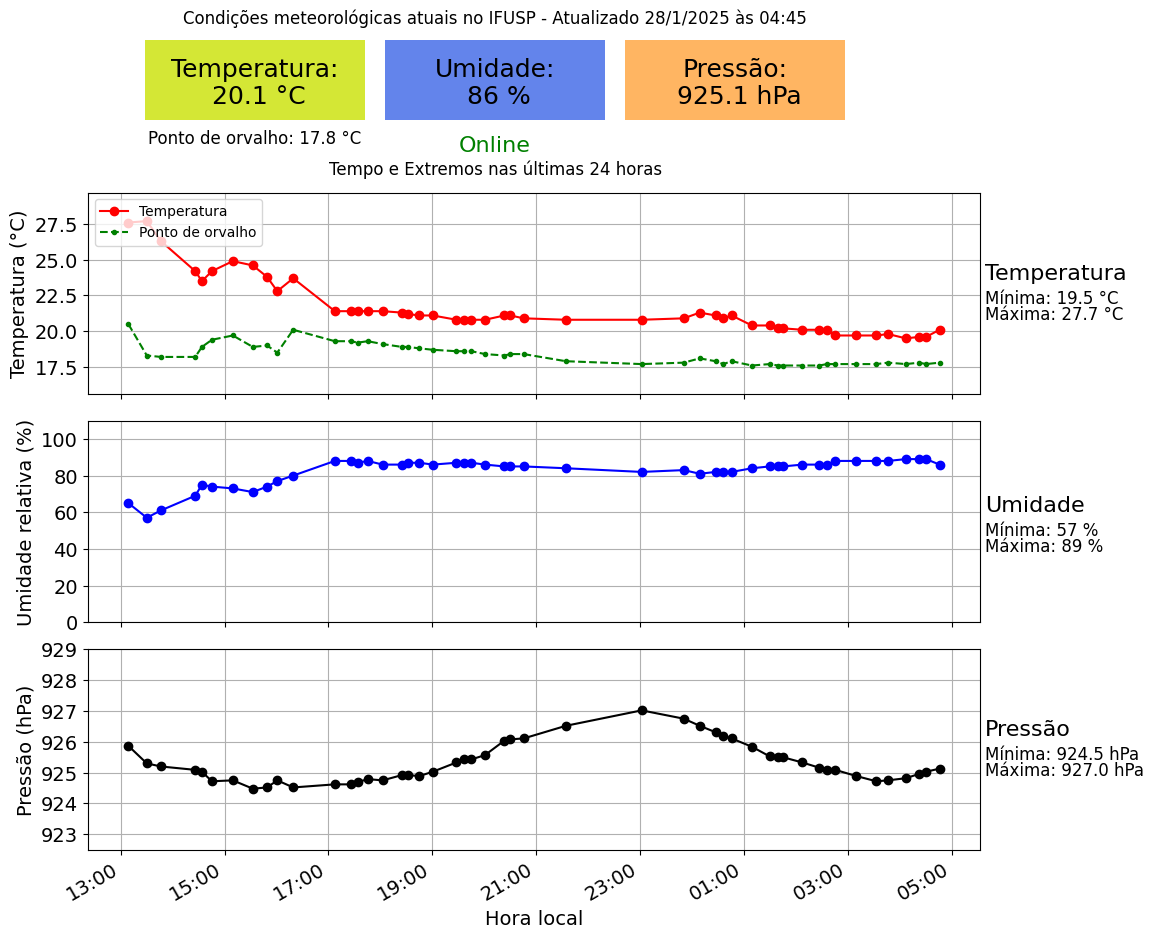 Condições meteorológicas atuais no IFUSP - Atualizado 28/1/2025 às 04:45
Temperatura:
20.1 °C
Umidade:
86 %
Pressão:
925.1 hPa
Ponto de orvalho: 17.8 °C
Online
Tempo e Extremos nas últimas 24 horas
Temperatura (°C)
27.5
25.0
22.5
20.0
17.5
Temperatura
Ponto de orvalho
Temperatura
Mínima: 19.5 °C
Máxima: 27.7 °C
Umidade relativa (%)
100
80
60
40
20
0
Umidade
Mínima: 57 %
Máxima: 89 %
Pressão (hPa)
929
928
927
926
925
924
923
Pressão
Mínima: 924.5 hPa
Máxima: 927.0 hPa
13:00
15:00
17:00
19:00
21:00
23:00
01:00
03:00
05:00
Hora local